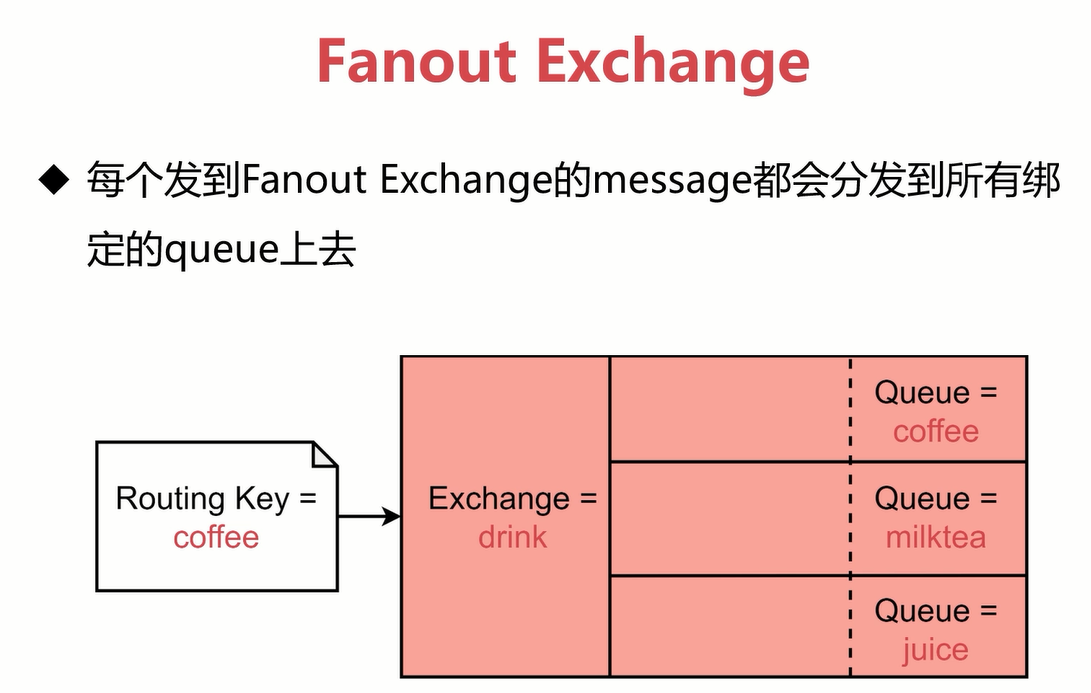 Fanout Exchange
每个发到Fanout Exchange的message都会分发到所有绑
定的queue上去
Routing Key =
coffee
Exchange =
drink
Queue =
coffee
Queue =
milktea
Queue =
juice